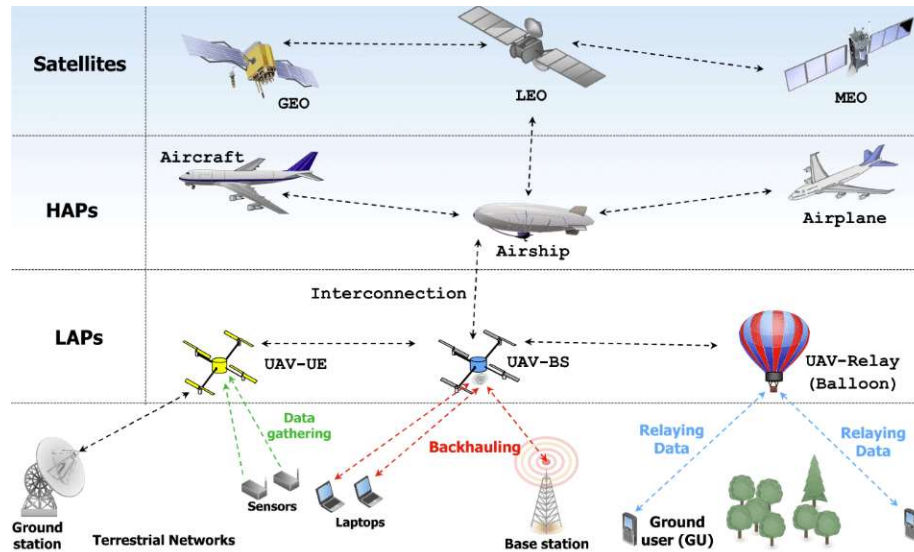 Satellites
GEO
LEO
MEO
HAPs
Aircraft
Airship
Airplane
Interconnection
LAPs
UAV-UE
UAV-BS
UAV-Relay
(Balloon)
Data
gathering
Backhauling
Relaying
Data
Relaying
Data
Sensors
Laptops
Ground
station
Terrestrial Networks
Base station
Ground
user (GU)